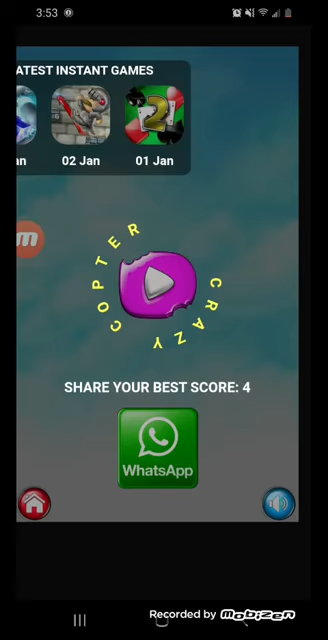 3:53
ATEST INSTANT GAMES
an
02 Jan
01 Jan
2
CRAZY COPTER
SHARE YOUR BEST SCORE: 4
WhatsApp
Recorded by mobizen